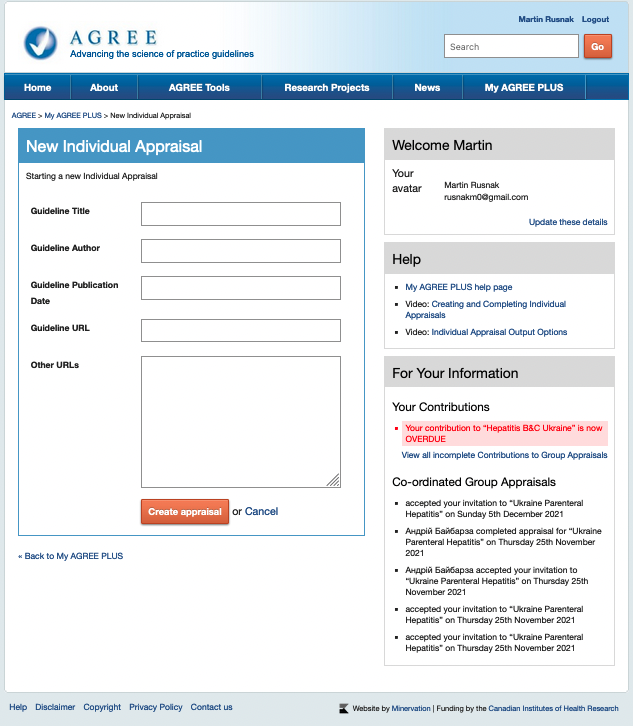 Martin Rusnak Logout
AGREE
Advancing the science of practice guidelines
Search
Go
Home
About
AGREE Tools
Research Projects
News
My AGREE PLUS
AGREE > My AGREE PLUS > New Individual Appraisal
New Individual Appraisal
Starting a new Individual Appraisal
Guideline Title
Guideline Author
Guideline Publication
Date
Guideline URL
Other URLs
Create appraisal or Cancel
« Back to My AGREE PLUS
Welcome Martin
Your
avatar
Martin Rusnak
rusnakm0@gmail.com
Update these details
Help
My AGREE PLUS help page
Video: Creating and Completing Individual
Appraisals
Video: Individual Appraisal Output Options
For Your Information
Your Contributions
Your contribution to “Hepatitis B&C Ukraine” is now
OVERDUE
View all incomplete Contributions to Group Appraisals
Co-ordinated Group Appraisals
accepted your invitation to “Ukraine Parenteral
Hepatitis” on Sunday 5th December 2021
Андрій Байбарза completed appraisal for “Ukraine
Parenteral Hepatitis” on Thursday 25th November
2021
Андрій Байбарза accepted your invitation to
“Ukraine Parenteral Hepatitis” on Thursday 25th
November 2021
accepted your invitation to “Ukraine Parenteral
Hepatitis” on Thursday 25th November 2021
accepted your invitation to “Ukraine Parenteral
Hepatitis” on Thursday 25th November 2021
Help Disclaimer Copyright Privacy Policy Contact us
Website by Minervation | Funding by the Canadian Institutes of Health Research